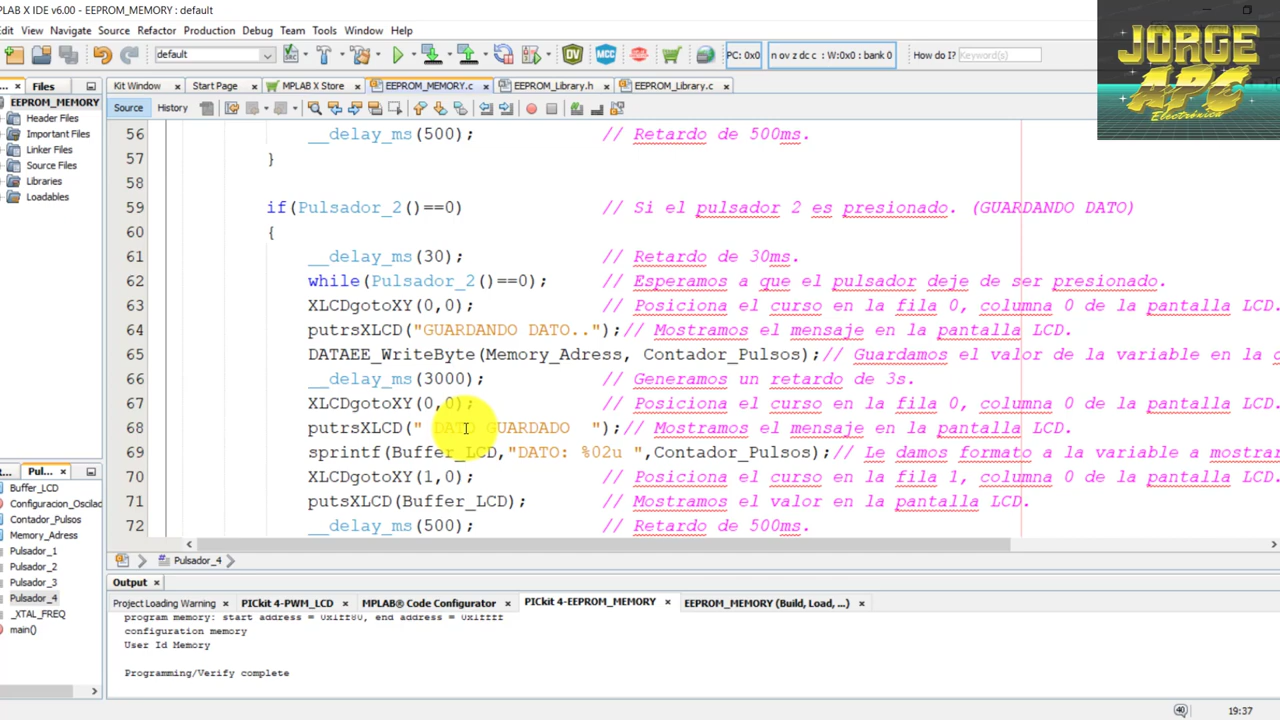 MPLAB X IDE v6.00 - EEPROM_MEMORY : default
Edit View Navigate Source Refactor Production Debug Team Tools Window Help
default PC: 0x0 n ov z dc c : W:0x0 : bank 0 How do I? Keyword(s)
JORGE
APC
Electrónica
Files Kit Window Start Page MPLAB X Store EEPROM_MEMORY.c EEPROM_Library.h EEPROM_Library.c
EEPROM_MEMORY
Header Files
Important Files
Linker Files
Source Files
Libraries
Loadables
Source History
56 __delay_ms(500); // Retardo de 500ms.
57 }
58
59 if(Pulsador_2()==0) // Si el pulsador 2 es presionado. (GUARDANDO DATO)
60 {
61 __delay_ms(30); // Retardo de 30ms.
62 while(Pulsador_2()==0); // Esperamos a que el pulsador deje de ser presionado.
63 XLCDgotoXY(0,0); // Posiciona el curso en la fila 0, columna 0 de la pantalla LCD.
64 putrsXLCD("GUARDANDO DATO..");// Mostramos el mensaje en la pantalla LCD.
65 DATAEE_WriteByte(Memory_Adress, Contador_Pulsos);// Guardamos el valor de la variable en la
66 __delay_ms(3000); // Generamos un retardo de 3s.
67 XLCDgotoXY(0,0); // Posiciona el curso en la fila 0, columna 0 de la pantalla LCD.
68 putrsXLCD(" DATO GUARDADO ");// Mostramos el mensaje en la pantalla LCD.
69 sprintf(Buffer_LCD,"DATO: %02u ",Contador_Pulsos);// Le damos formato a la variable a mostrar
70 XLCDgotoXY(1,0); // Posiciona el curso en la fila 1, columna 0 de la pantalla LCD.
71 putsXLCD(Buffer_LCD); // Mostramos el valor en la pantalla LCD.
72 __delay_ms(500); // Retardo de 500ms.
Pul...
Buffer_LCD
Configuracion_Oscilac
Contador_Pulsos
Memory_Adress
Pulsador_1
Pulsador_2
Pulsador_3
Pulsador_4
_XTAL_FREQ
main()
Pulsador_4
Output
Project Loading Warning PICkit 4-PWM_LCD MPLAB® Code Configurator PICkit 4-EEPROM_MEMORY EEPROM_MEMORY (Build, Load, ...)
program memory: start address = 0x1ff80, end address = 0x1ffff
configuration memory
User Id Memory
Programming/Verify complete
19:37